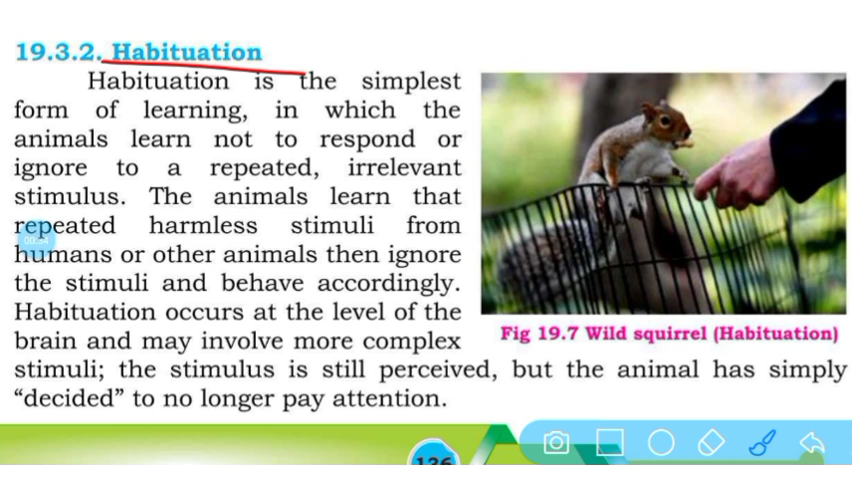 19.3.2. Habituation
Habituation is the simplest
form of learning, in which the
animals learn not to respond or
ignore to a repeated, irrelevant
stimulus. The animals learn that
repeated harmless stimuli from
humans or other animals then ignore
the stimuli and behave accordingly.
Habituation occurs at the level of the
brain and may involve more complex
Fig 19.7 Wild squirrel (Habituation)
stimuli; the stimulus is still perceived, but the animal has simply
“decided” to no longer pay attention.
136